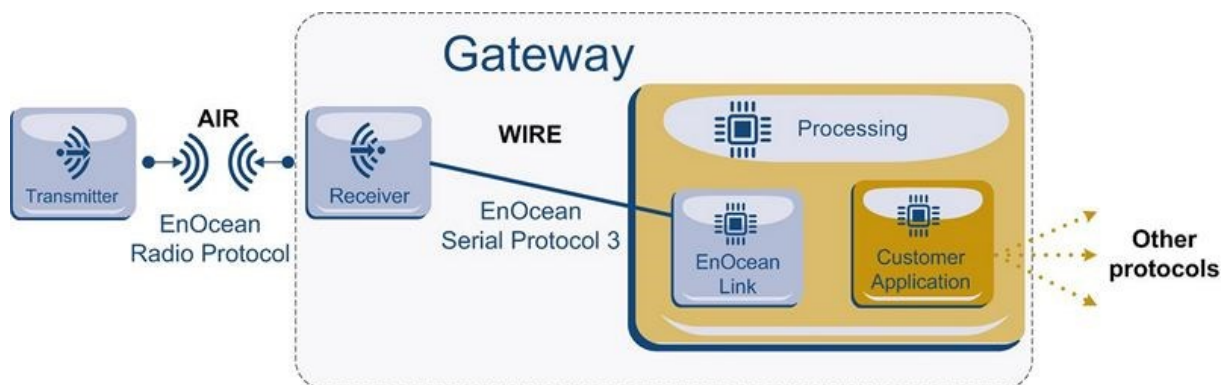 Gateway
AIR
WIRE
Processing
Transmitter
Receiver
EnOcean
Radio Protocol
EnOcean
Serial Protocol 3
EnOcean
Link
Customer
Application
Other
protocols